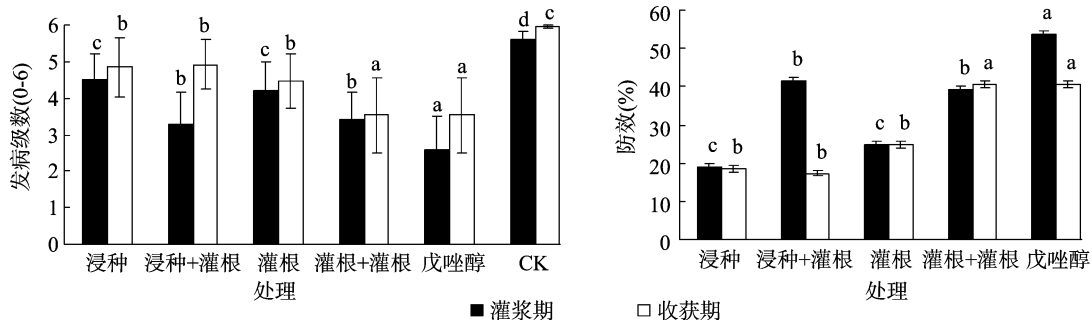 发病级数(0-6)
6
5
4
3
2
1
0
c b b b c b b a a a d c
浸种 浸种+灌根 灌根 灌根+灌根 戊唑醇 CK
处理
防效(%)
60
50
40
30
20
10
0
c b b b c b b a a a
浸种 浸种+灌根 灌根 灌根+灌根 戊唑醇
处理
灌浆期 收获期